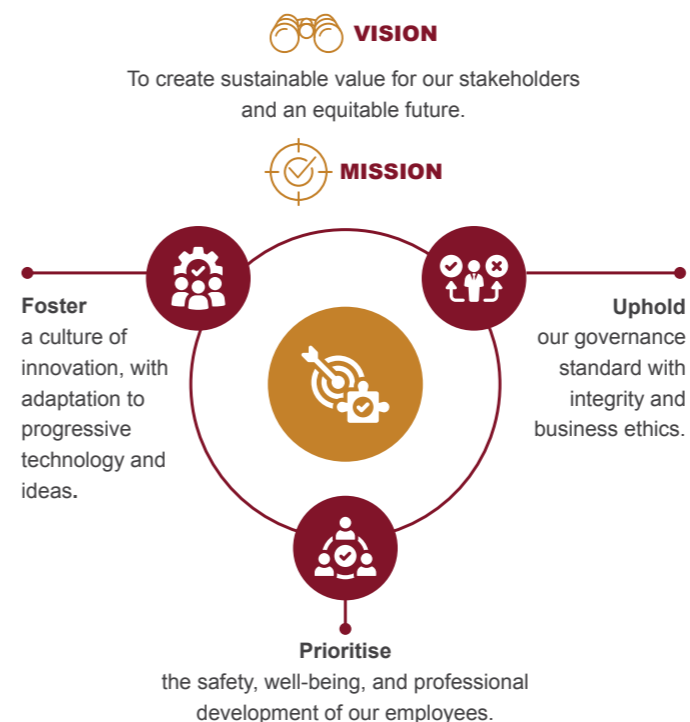 VISION
To create sustainable value for our stakeholders
and an equitable future.
MISSION
Foster
a culture of
innovation, with
adaptation to
progressive
technology and
ideas.
Uphold
our governance
standard with
integrity and
business ethics.
Prioritise
the safety, well-being, and professional
development of our employees.